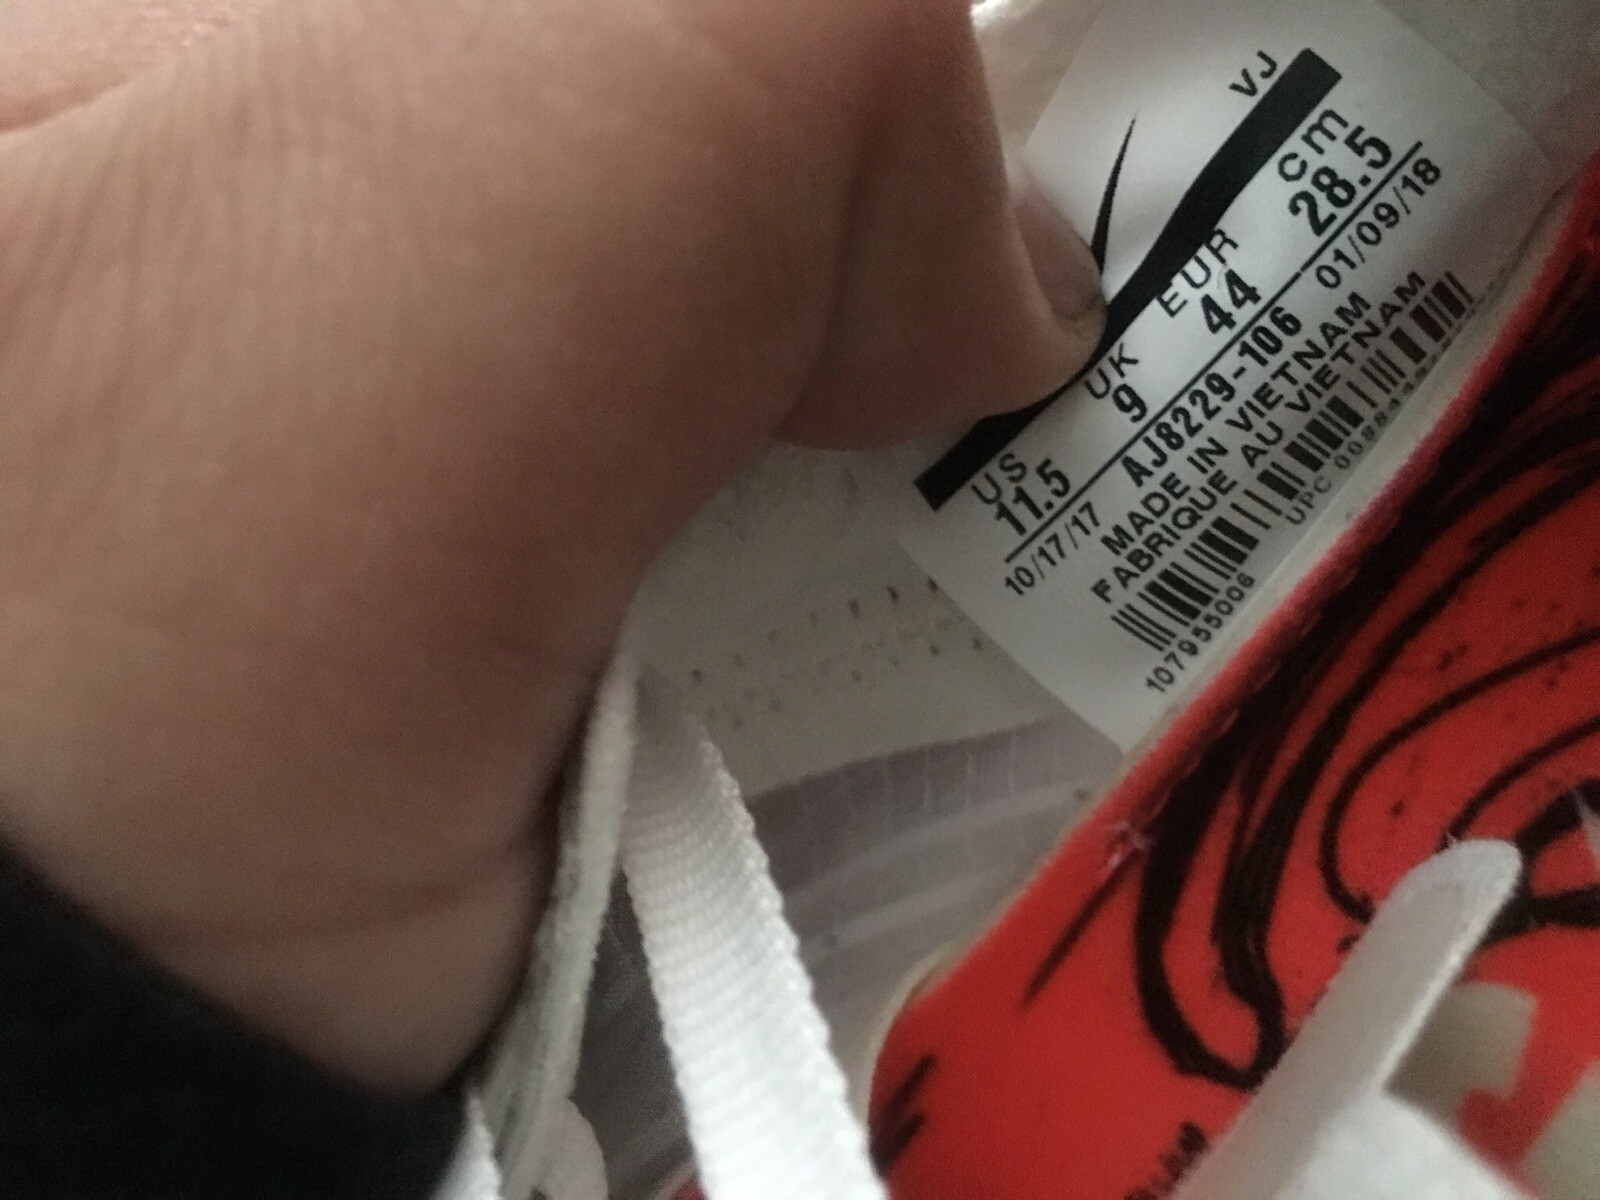 VJ
US UK EUR cm
11.5 9 44 28.5
10/17/17 AJ8229-106 01/09/18
MADE IN VIETNAM
FABRIQUE AU VIETNAM
107955006 UPC